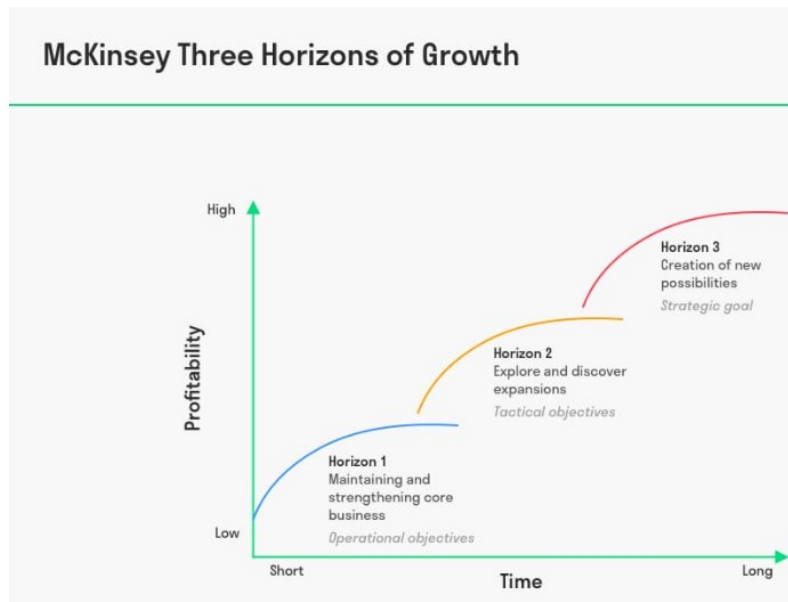 McKinsey Three Horizons of Growth
High
Horizon 3
Creation of new
possibilities
Strategic goal
Horizon 2
Explore and discover
expansions
Tactical objectives
Profitability
Horizon 1
Maintaining and
strengthening core
business
Operational objectives
Low
Short
Long
Time